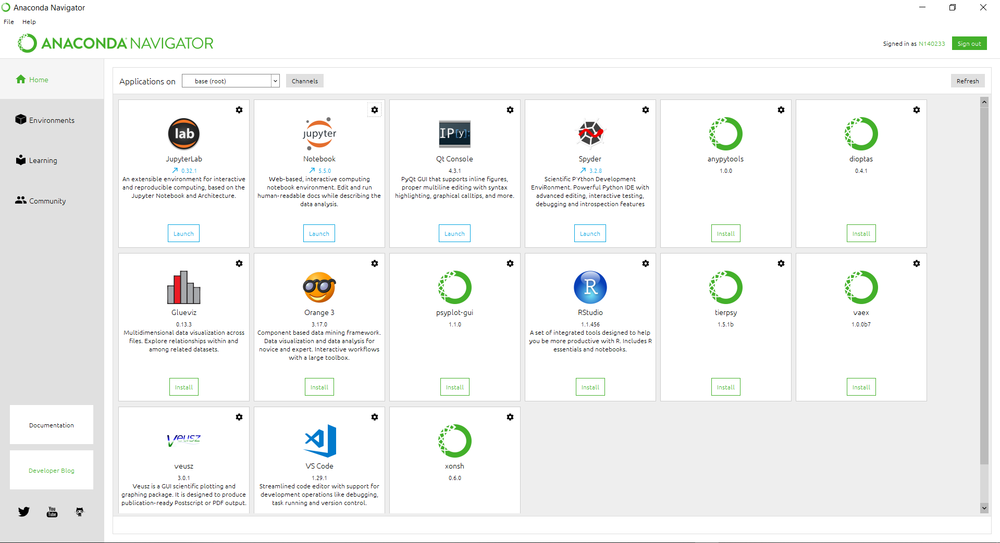 Anaconda Navigator
File Help
ANACONDA NAVIGATOR
Signed in as N140233 Sign out
Home
Environments
Learning
Community
Documentation
Developer Blog
You
Tube
Applications on base (root) Channels Refresh
lab
JupyterLab
0.32.1
An extensible environment for interactive
and reproducible computing, based on the
Jupyter Notebook and Architecture.
Launch
jupyter
Notebook
5.5.0
Web-based, interactive computing
notebook environment. Edit and run
human-readable docs while describing the
data analysis.
Launch
IP[y]:
Qt Console
4.3.1
PyQt GUI that supports inline figures,
proper multiline editing with syntax
highlighting, graphical calltips, and more.
Launch
Spyder
3.2.8
Scientific PYthon Development
EnviRonment. Powerful Python IDE with
advanced editing, interactive testing,
debugging and introspection features
Launch
anypytools
1.0.0
Install
dioptas
0.4.1
Install
Glueviz
0.13.3
Multidimensional data visualization across
files. Explore relationships within and
among related datasets.
Install
Orange 3
3.17.0
Component based data mining framework.
Data visualization and data analysis for
novice and expert. Interactive workflows
with a large toolbox.
Install
psyplot-gui
1.1.0
Install
R
RStudio
1.1.456
A set of integrated tools designed to help
you be more productive with R. Includes R
essentials and notebooks.
Install
tierpsy
1.5.1b
Install
vaex
1.0.0b7
Install
Veusz
veusz
3.0.1
Veusz is a GUI scientific plotting and
graphing package. It is designed to produce
publication-ready Postscript or PDF output.
VS Code
1.29.1
Streamlined code editor with support for
development operations like debugging,
task running and version control.
xonsh
0.6.0